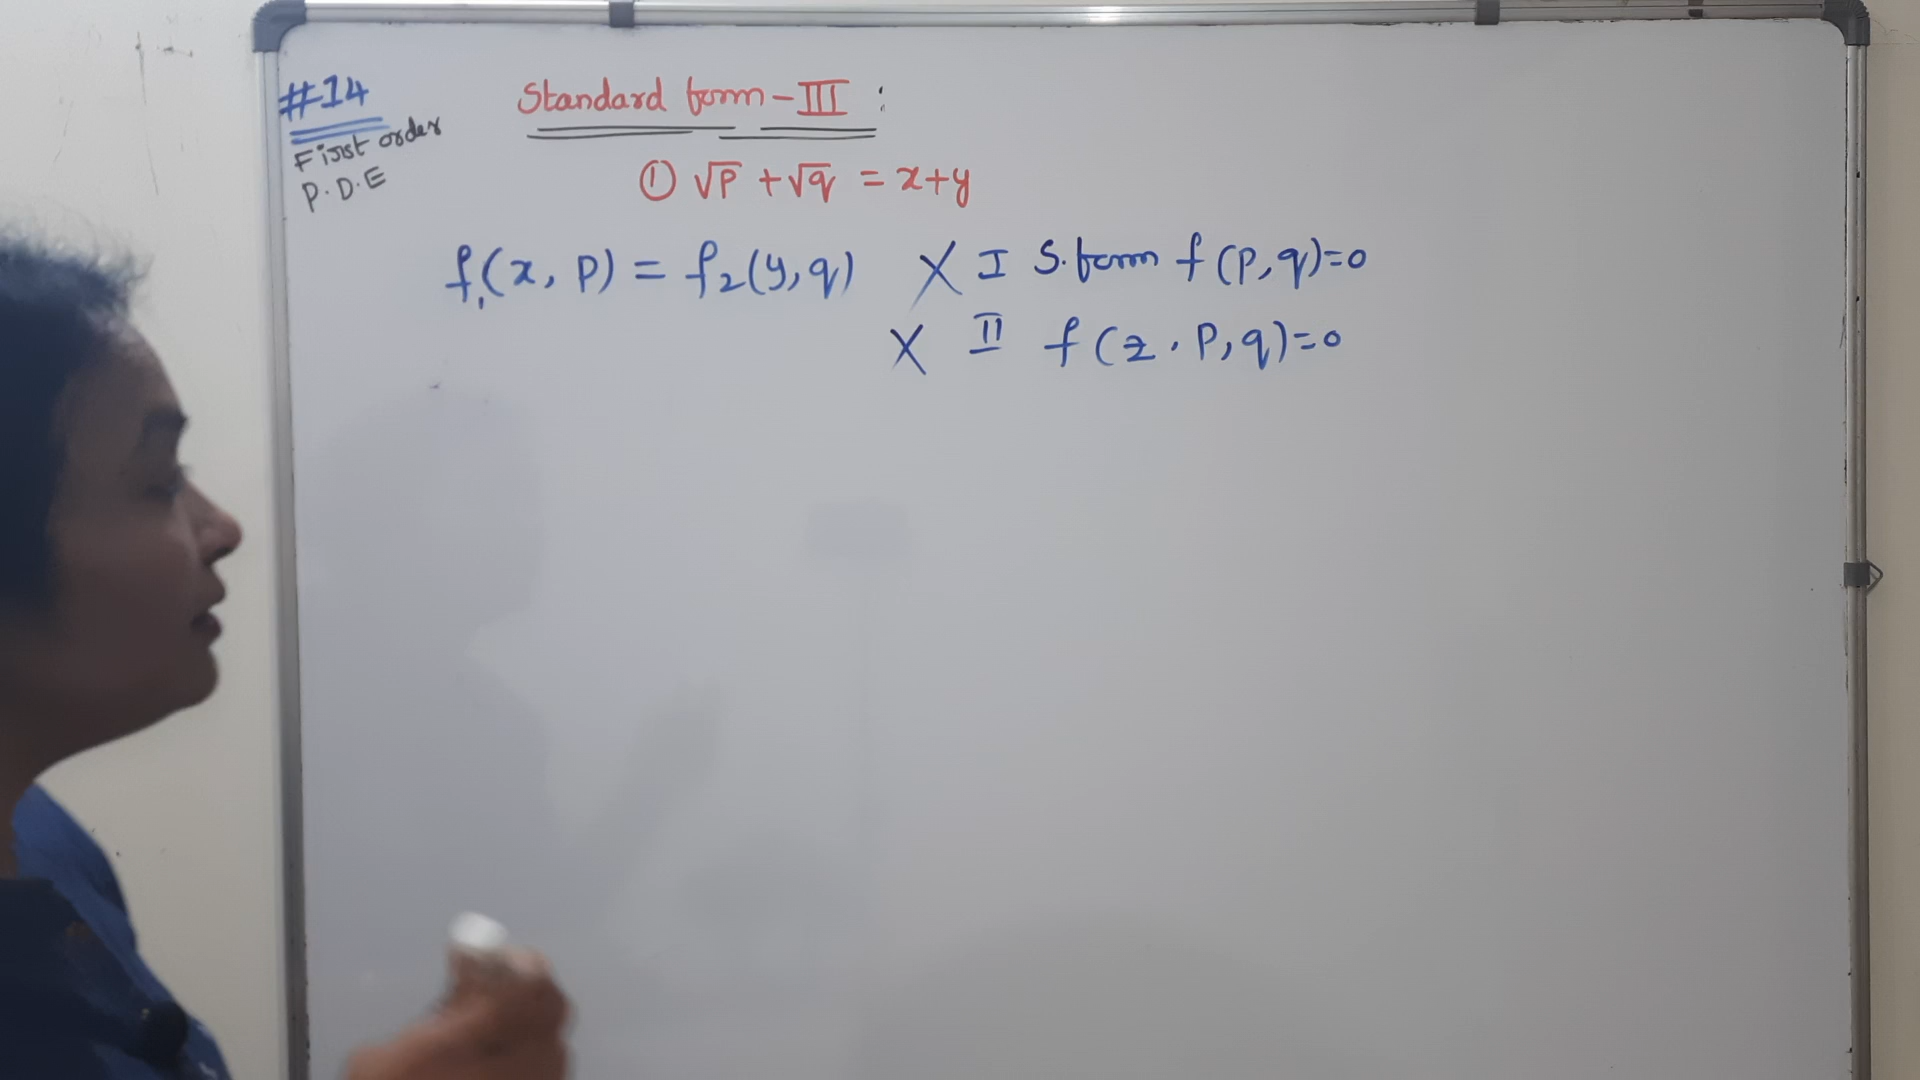 #14
First order
P.D.E
Standard form - III :
① √p + √q = x+y
f₁(x, p) = f₂(y, q) X I S. form f(p, q)=0
X II f(z, p, q)=0